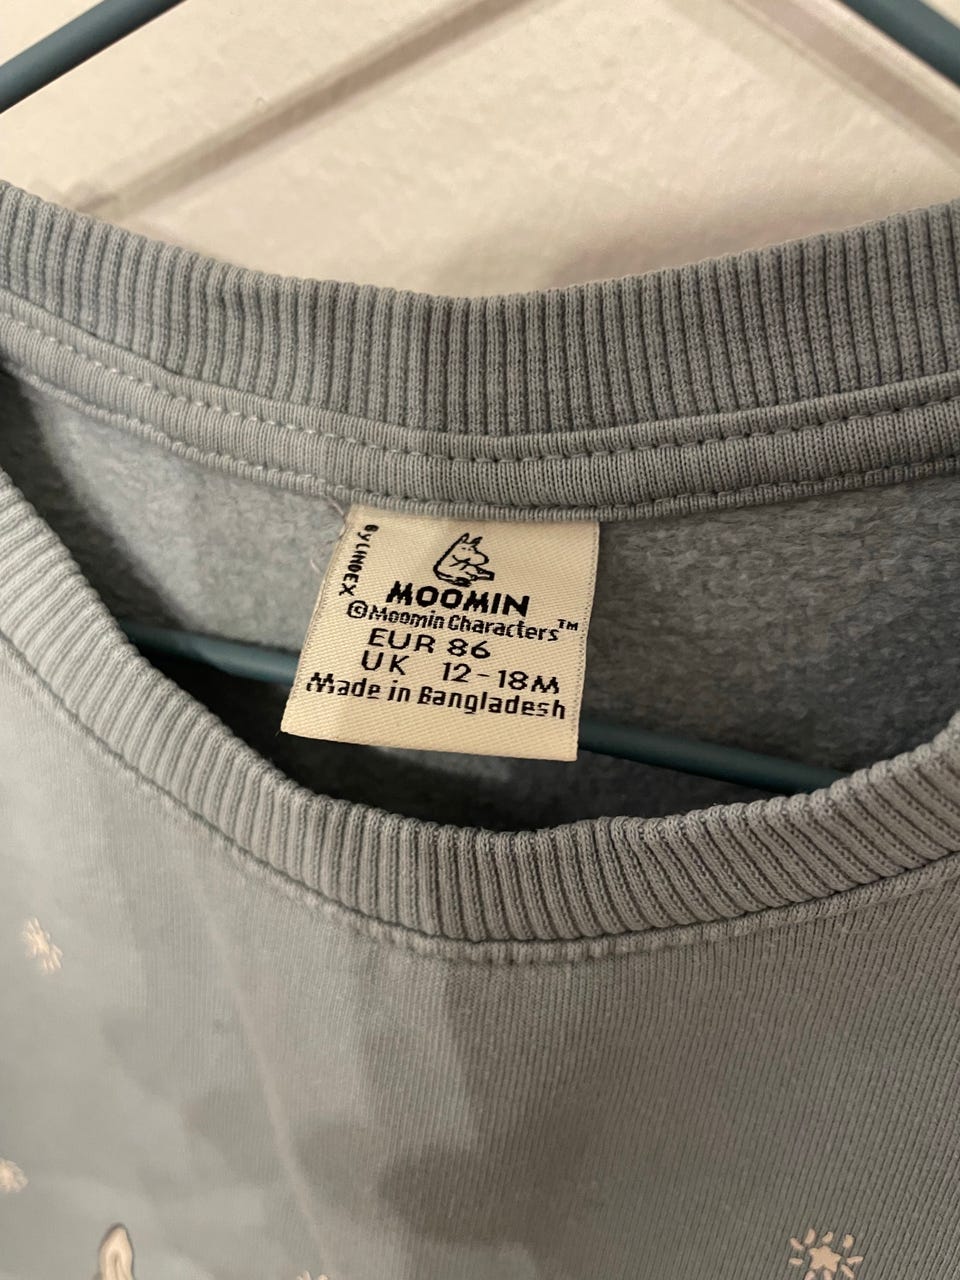 By LINDEX
MOOMIN
©Moomin Characters™
EUR 86
UK 12-18M
Made in Bangladesh